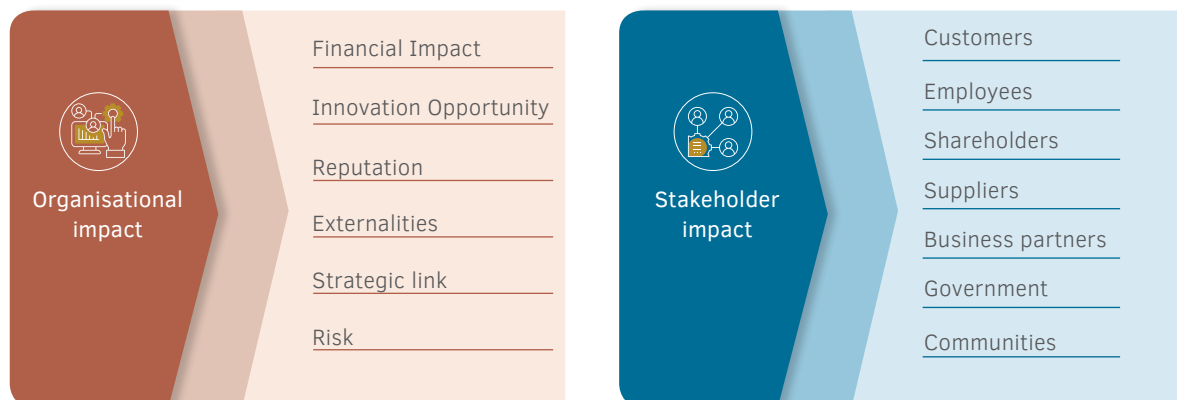 Organisational
impact
Financial Impact
Innovation Opportunity
Reputation
Externalities
Strategic link
Risk
Stakeholder
impact
Customers
Employees
Shareholders
Suppliers
Business partners
Government
Communities